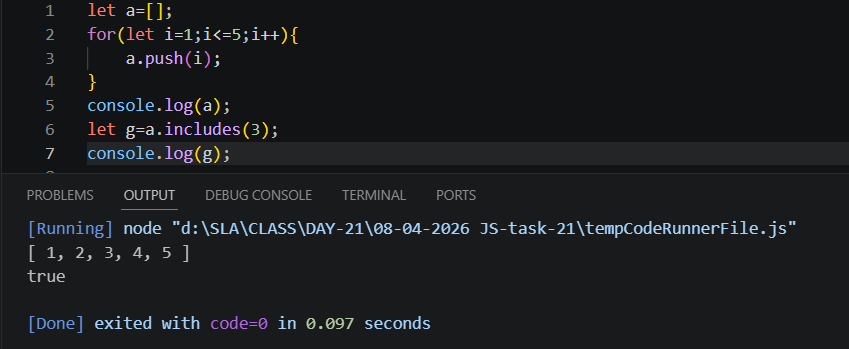 1 let a=[];
2 for(let i=1;i<=5;i++){
3     a.push(i);
4 }
5 console.log(a);
6 let g=a.includes(3);
7 console.log(g);
PROBLEMS OUTPUT DEBUG CONSOLE TERMINAL PORTS
[Running] node "d:\SLA\CLASS\DAY-21\08-04-2026 JS-task-21\tempCodeRunnerFile.js"
[ 1, 2, 3, 4, 5 ]
true
[Done] exited with code=0 in 0.097 seconds